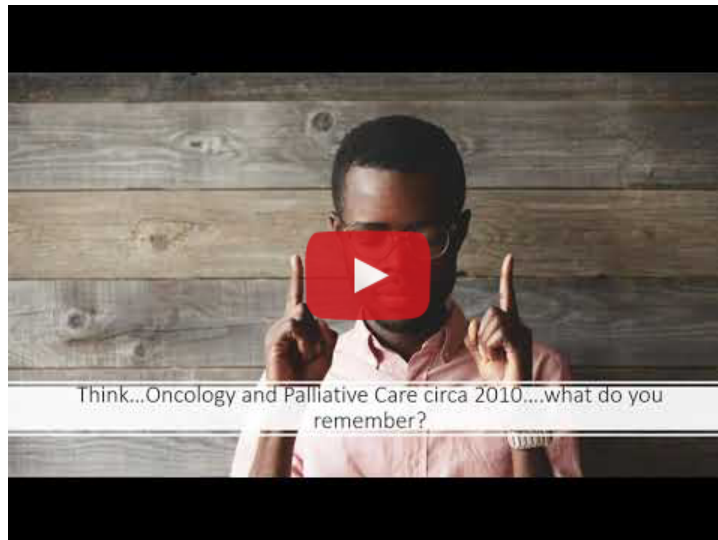 Think...Oncology and Palliative Care circa 2010....what do you
remember?